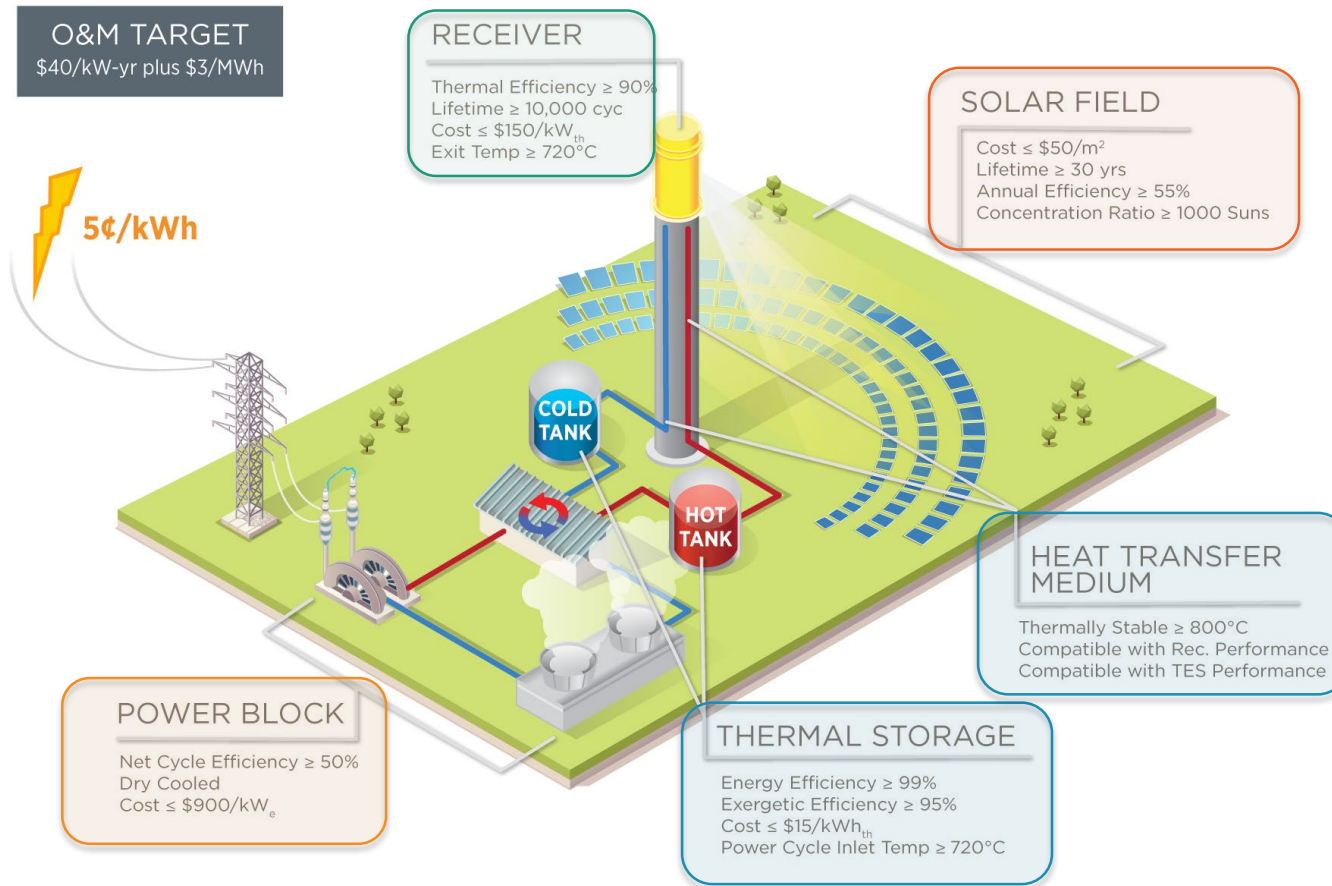 O&M TARGET
$40/kW-yr plus $3/MWh
5¢/kWh
RECEIVER
Thermal Efficiency ≥ 90%
Lifetime ≥ 10,000 cyc
Cost ≤ $150/kW_th
Exit Temp ≥ 720°C
SOLAR FIELD
Cost ≤ $50/m²
Lifetime ≥ 30 yrs
Annual Efficiency ≥ 55%
Concentration Ratio ≥ 1000 Suns
COLD
TANK
HOT
TANK
HEAT TRANSFER
MEDIUM
Thermally Stable ≥ 800°C
Compatible with Rec. Performance
Compatible with TES Performance
POWER BLOCK
Net Cycle Efficiency ≥ 50%
Dry Cooled
Cost ≤ $900/kW_e
THERMAL STORAGE
Energy Efficiency ≥ 99%
Exergetic Efficiency ≥ 95%
Cost ≤ $15/kWh_th
Power Cycle Inlet Temp ≥ 720°C